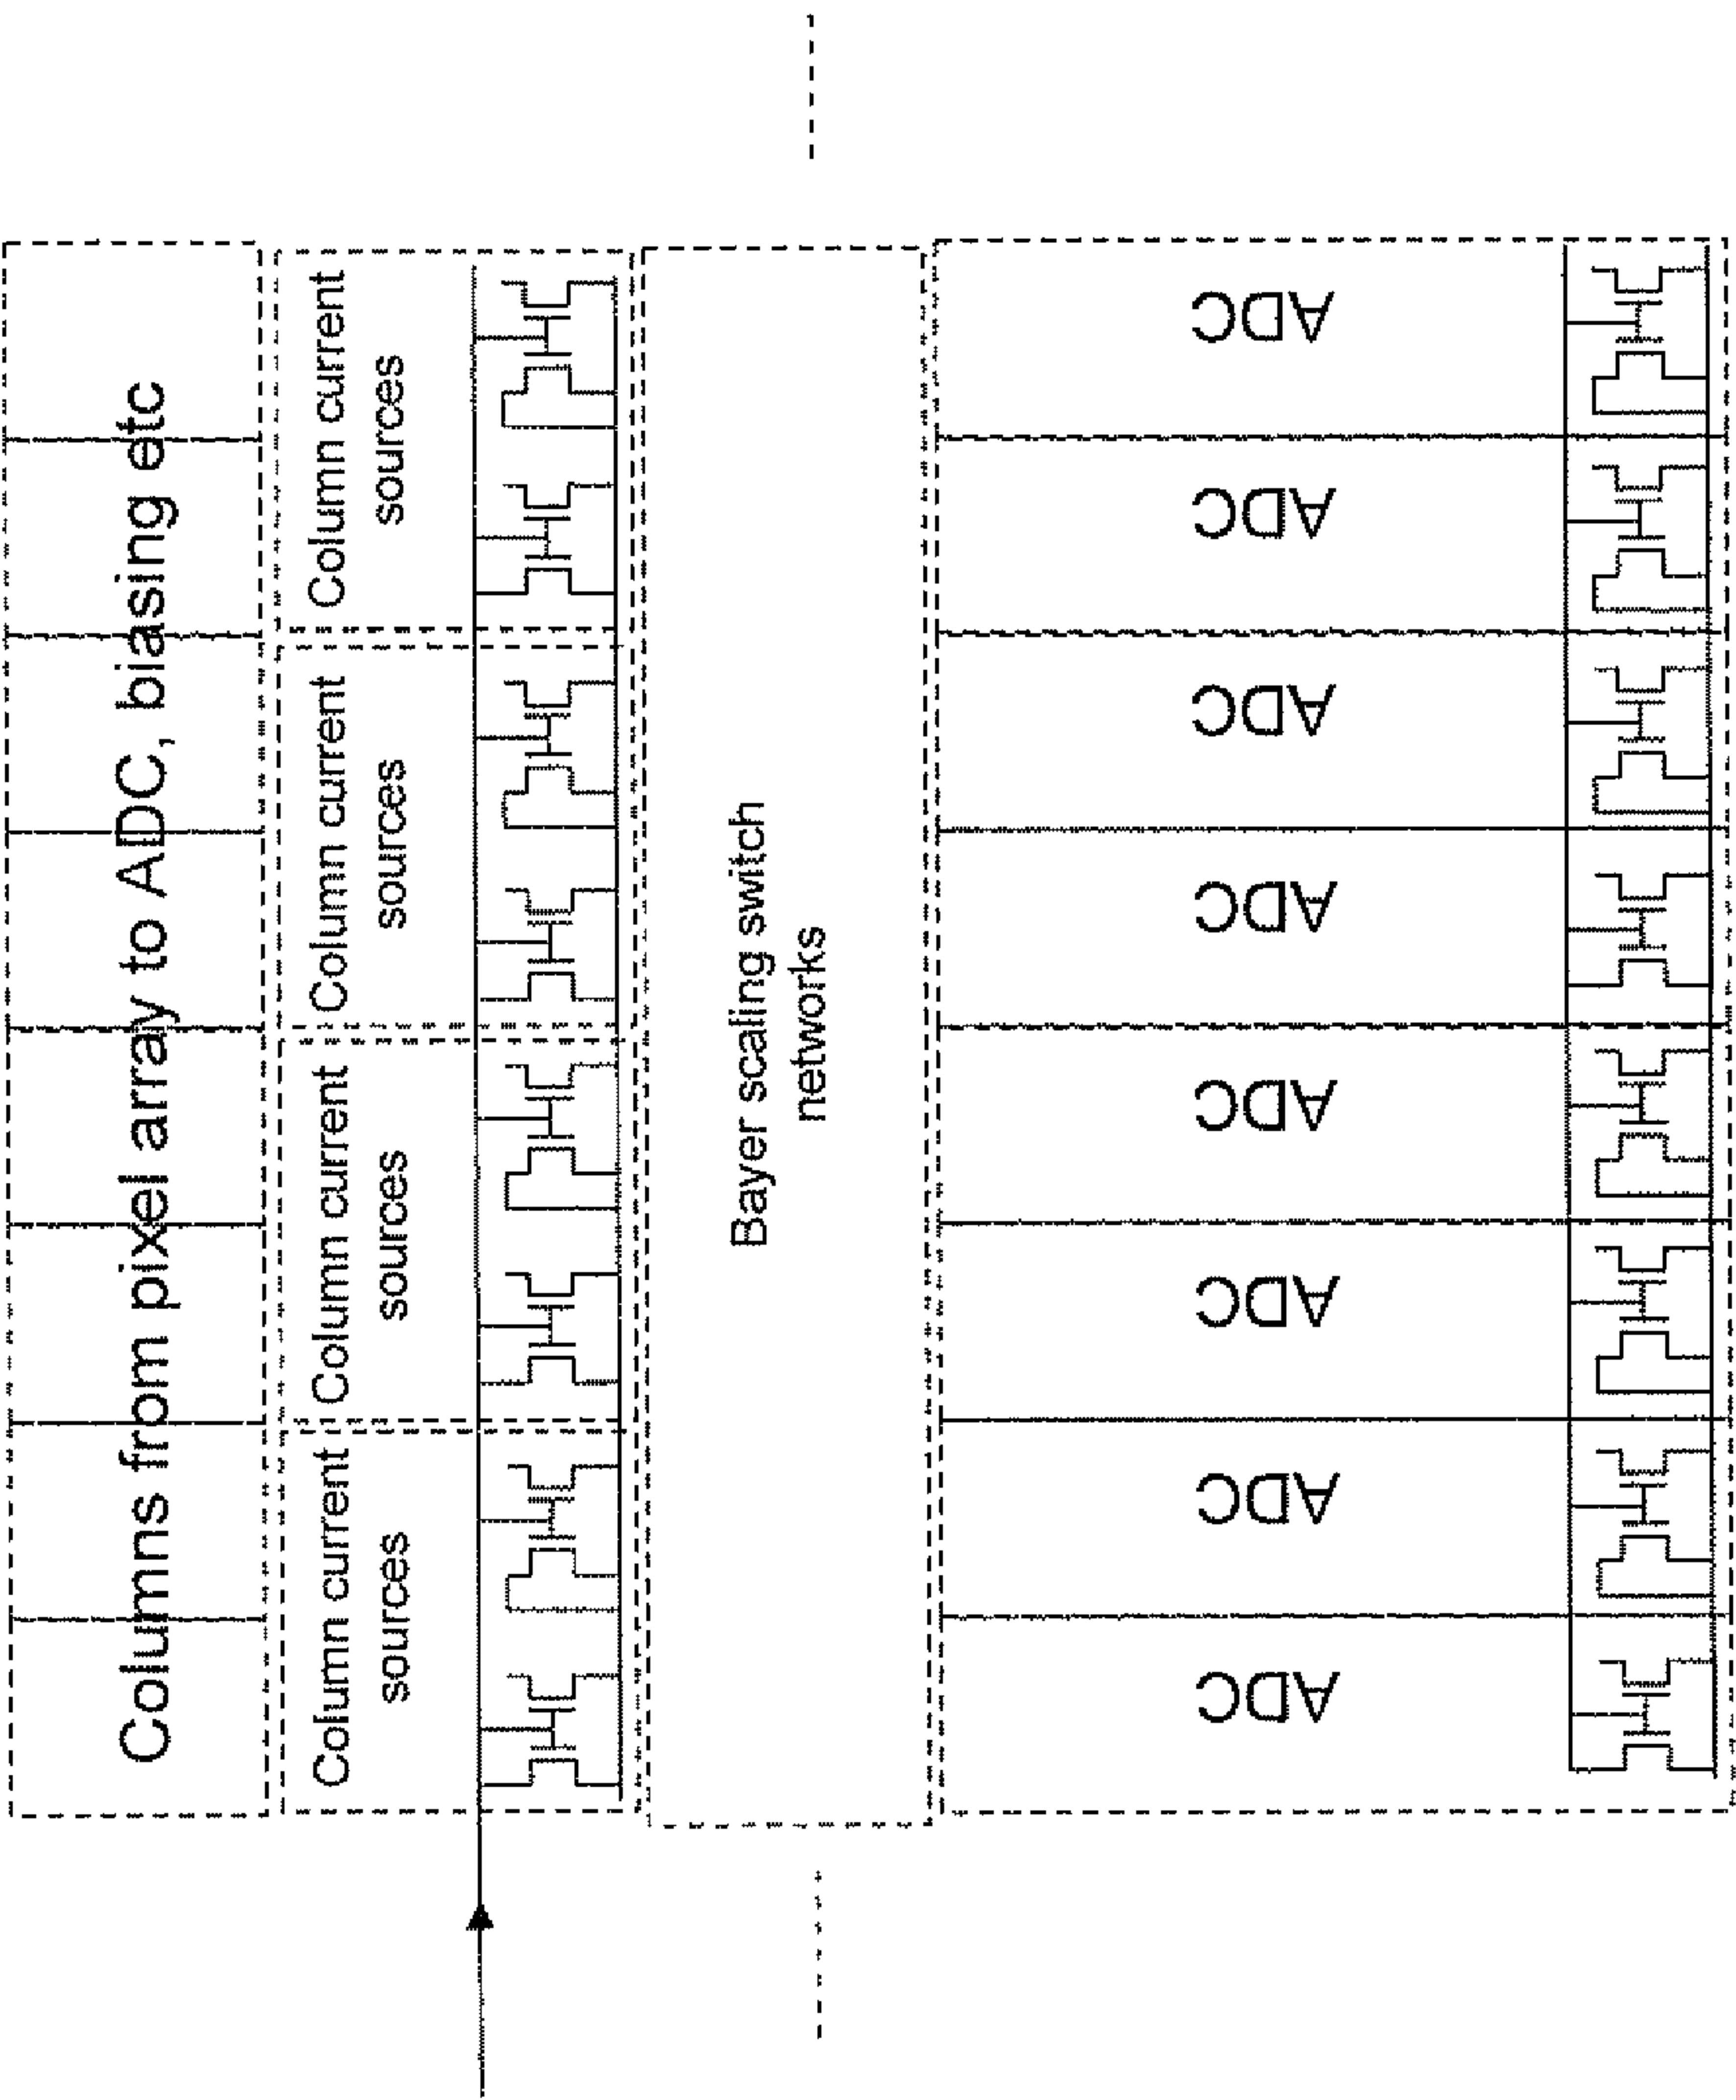 Columns from pixel array to ADC, biasing etc
Column current
sources
Column current
sources
Column current
sources
Column current
sources
Bayer scaling switch
networks
ADC
ADC
ADC
ADC
ADC
ADC
ADC
ADC